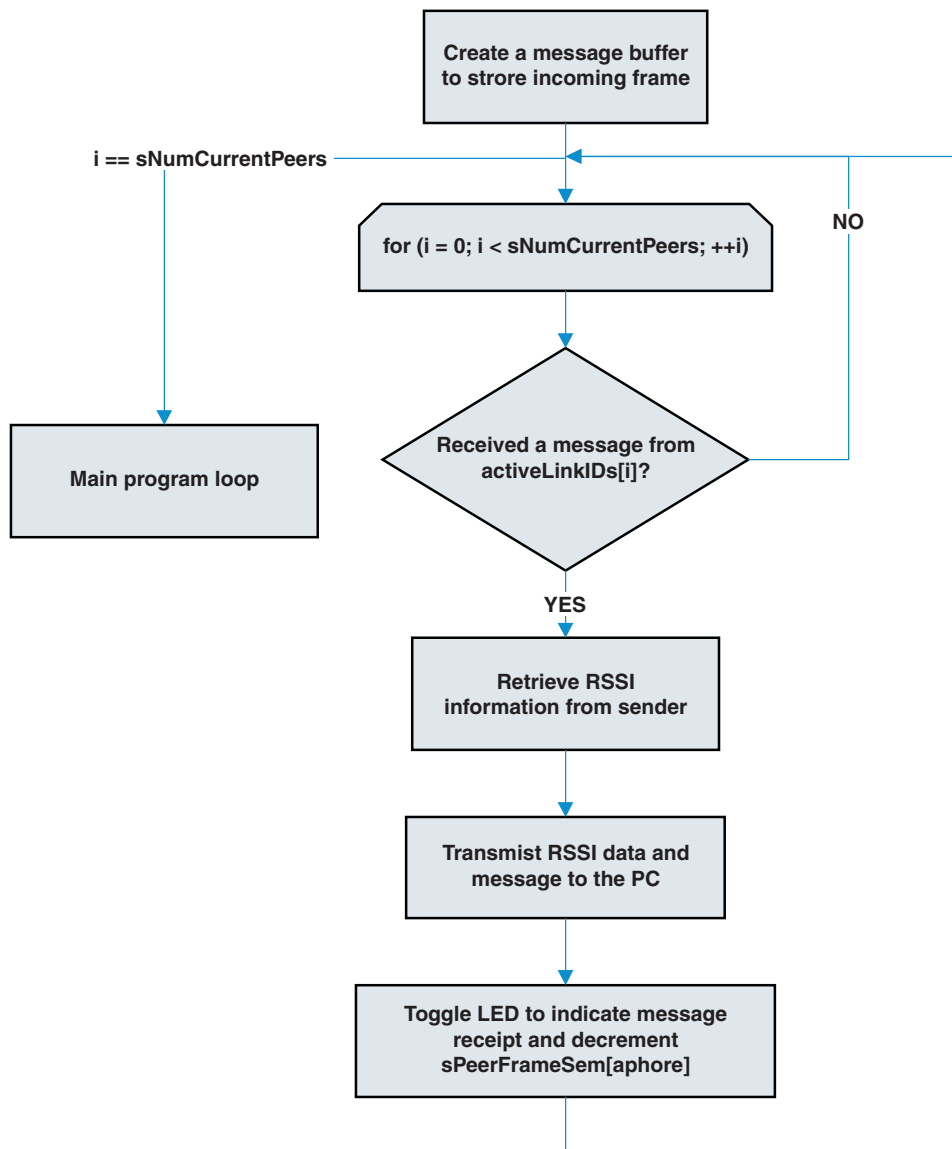 Create a message buffer
to strore incoming frame
i == sNumCurrentPeers
NO
for (i = 0; i < sNumCurrentPeers; ++i)
Received a message from
activeLinkIDs[i]?
Main program loop
YES
Retrieve RSSI
information from sender
Transmist RSSI data and
message to the PC
Toggle LED to indicate message
receipt and decrement
sPeerFrameSem[aphore]